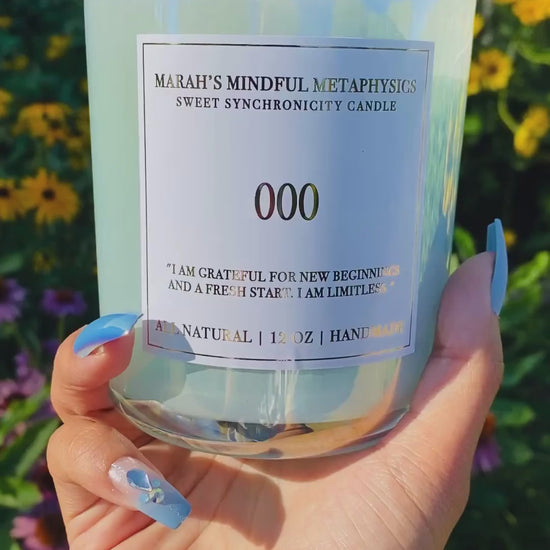 MARAH'S MINDFUL METAPHYSICS
SWEET SYNCHRONICITY CANDLE
000
"I AM GRATEFUL FOR NEW BEGINNINGS
AND A FRESH START. I AM LIMITLESS."
ALL NATURAL | 12 OZ | HANDMADE